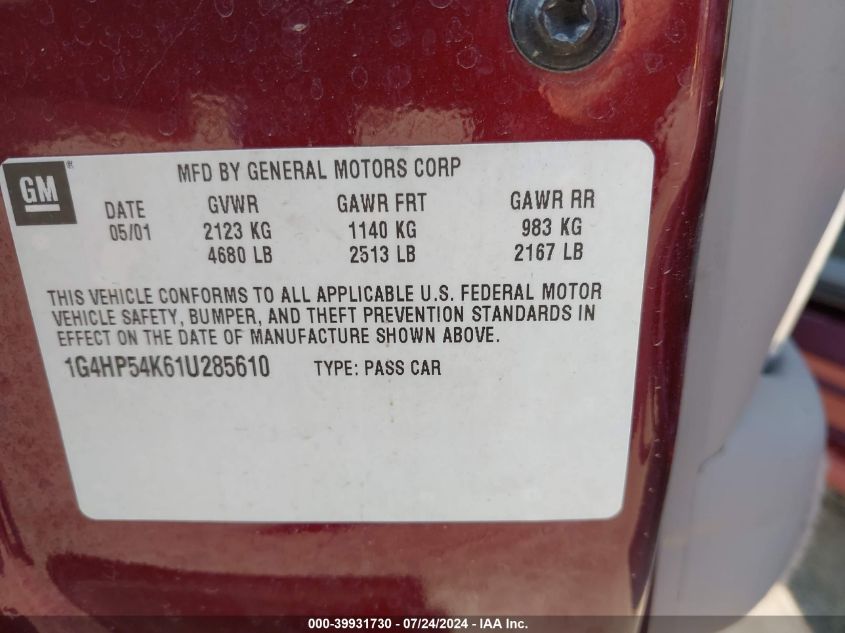 GM ®
MFD BY GENERAL MOTORS CORP
DATE GVWR GAWR FRT GAWR RR
05/01 2123 KG 1140 KG 983 KG
4680 LB 2513 LB 2167 LB
THIS VEHICLE CONFORMS TO ALL APPLICABLE U.S. FEDERAL MOTOR
VEHICLE SAFETY, BUMPER, AND THEFT PREVENTION STANDARDS IN
EFFECT ON THE DATE OF MANUFACTURE SHOWN ABOVE.
1G4HP54K61U285610 TYPE: PASS CAR
000-39931730 - 07/24/2024 - IAA Inc.